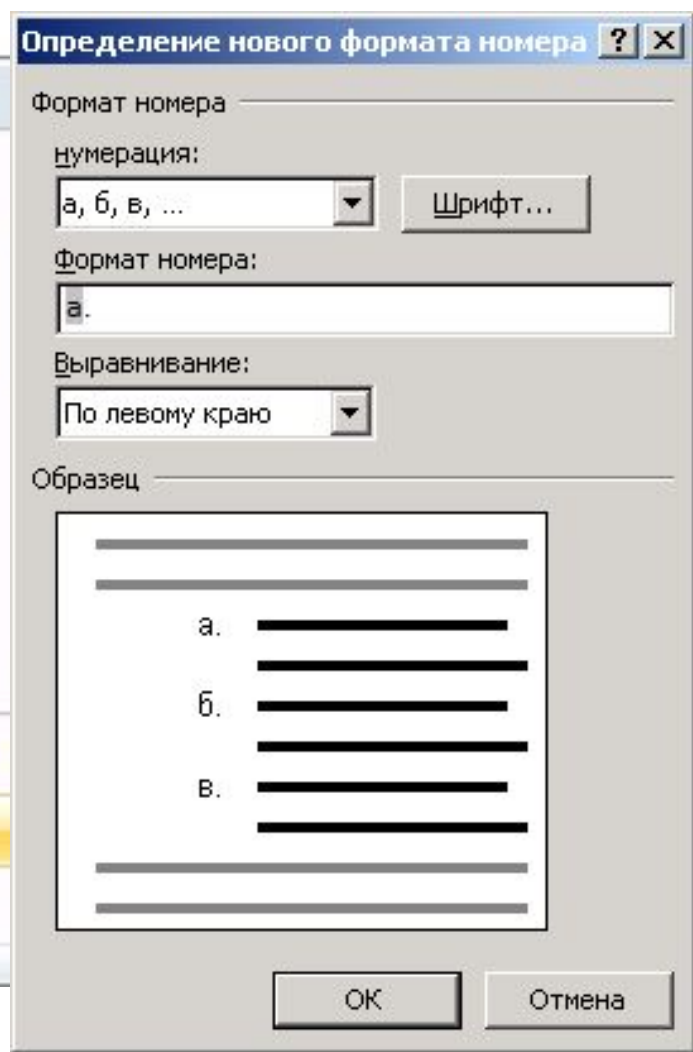 Определение нового формата номера
Формат номера
нумерация:
а, б, в, ...
Шрифт...
Формат номера:
а.
Выравнивание:
По левому краю
Образец
а.
б.
в.
ОК
Отмена